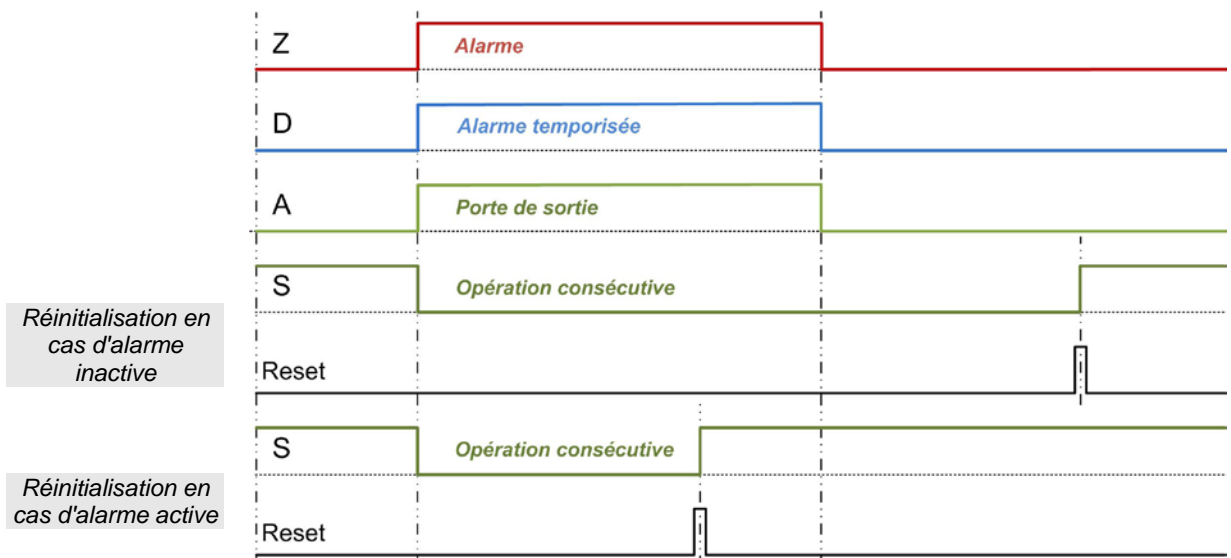 Z
Alarme
D
Alarme temporisée
A
Porte de sortie
S
Opération consécutive
Réinitialisation en
cas d'alarme
inactive
Reset
S
Opération consécutive
Réinitialisation en
cas d'alarme active
Reset